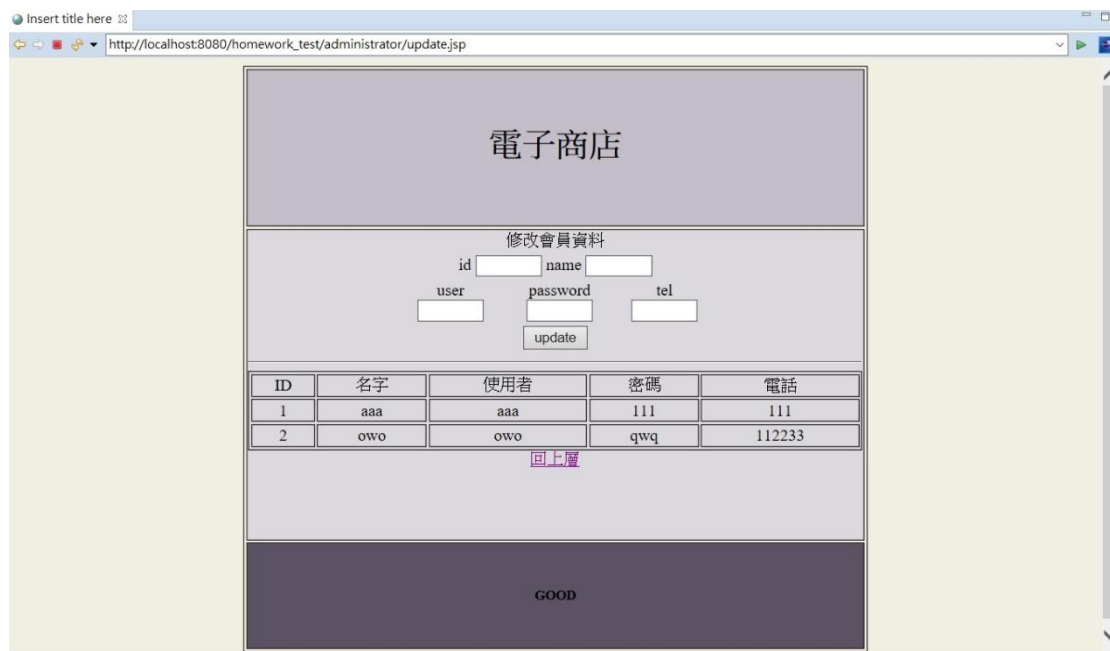 Insert title here
http://localhost:8080/homework_test/administrator/update.jsp
電子商店
修改會員資料
id name
user password tel
update
ID 名字 使用者 密碼 電話
1 aaa aaa 111 111
2 owo owo qwq 112233
回上層
GOOD